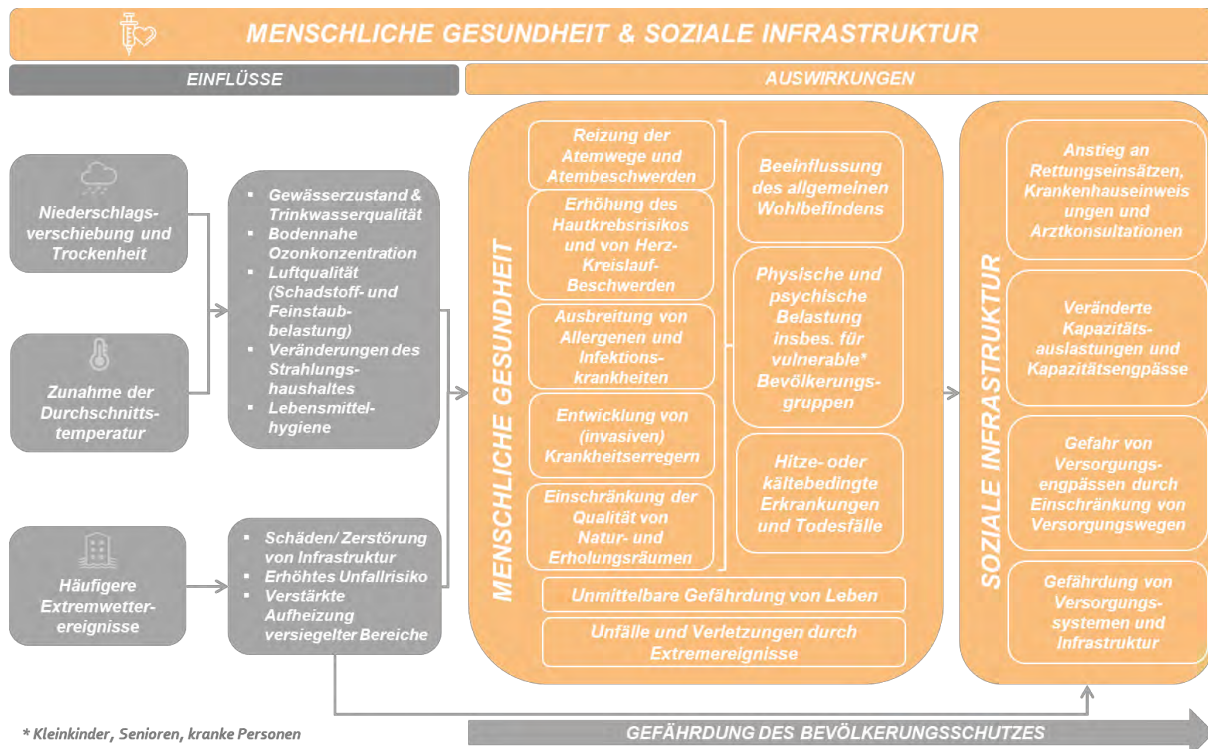 MENSCHLICHE GESUNDHEIT & SOZIALE INFRASTRUKTUR
EINFLÜSSE
AUSWIRKUNGEN
Niederschlags-
verschiebung und
Trockenheit
Zunahme der
Durchschnitts-
temperatur
Häufigere
Extremwetter-
ereignisse
▪ Gewässerzustand &
Trinkwasserqualität
▪ Bodennahe
Ozonkonzentration
▪ Luftqualität
(Schadstoff- und
Feinstaub-
belastung)
▪ Veränderungen des
Strahlungs-
haushaltes
▪ Lebensmittel-
hygiene
▪ Schäden/ Zerstörung
von Infrastruktur
▪ Erhöhtes Unfallrisiko
▪ Verstärkte
Aufheizung
versiegelter Bereiche
MENSCHLICHE GESUNDHEIT
Reizung der
Atemwege und
Atembeschwerden
Erhöhung des
Hautkrebsrisikos
und von Herz-
Kreislauf-
Beschwerden
Ausbreitung von
Allergenen und
Infektions-
krankheiten
Entwicklung von
(invasiven)
Krankheitserregern
Einschränkung der
Qualität von
Natur- und
Erholungsräumen
Beeinflussung
des allgemeinen
Wohlbefindens
Physische und
psychische
Belastung
insbes. für
vulnerable*
Bevölkerungs-
gruppen
Hitze- oder
kältebedingte
Erkrankungen
und Todesfälle
Unmittelbare Gefährdung von Leben
Unfälle und Verletzungen durch
Extremereignisse
SOZIALE INFRASTRUKTUR
Anstieg an
Rettungseinsätzen,
Krankenhauseinweis
ungen und
Arztkonsultationen
Veränderte
Kapazitäts-
auslastungen und
Kapazitätsengpässe
Gefahr von
Versorgungs-
engpässen durch
Einschränkung von
Versorgungswegen
Gefährdung von
Versorgungs-
systemen und
Infrastruktur
* Kleinkinder, Senioren, kranke Personen
GEFÄHRDUNG DES BEVÖLKERUNGSSCHUTZES